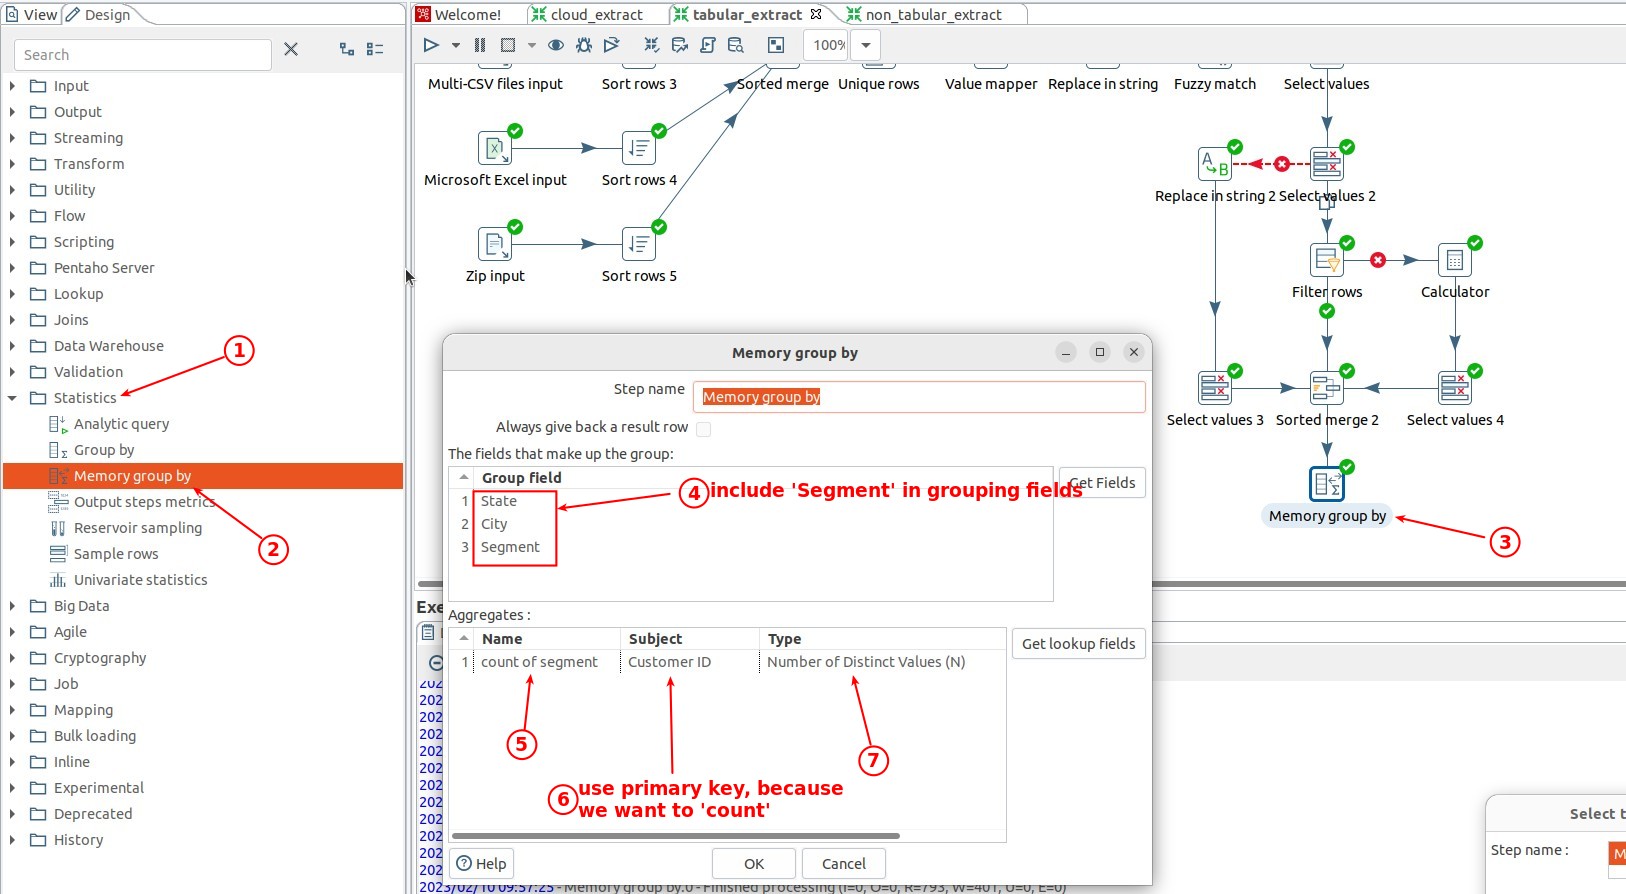 View
Design
Welcome!
cloud_extract
tabular_extract
non_tabular_extract
Search
100%
Input
Output
Streaming
Transform
Utility
Flow
Scripting
Pentaho Server
Lookup
Joins
Data Warehouse
Validation
Statistics
Analytic query
Group by
Memory group by
Output steps metrics
Reservoir sampling
Sample rows
Univariate statistics
Big Data
Agile
Cryptography
Job
Mapping
Bulk loading
Inline
Experimental
Deprecated
History
1
2
Multi-CSV files input
Sort rows 3
Sorted merge
Unique rows
Value mapper
Replace in string
Fuzzy match
Select values
Microsoft Excel input
Sort rows 4
Replace in string 2
Select values 2
Zip input
Sort rows 5
Filter rows
Calculator
Select values 3
Sorted merge 2
Select values 4
Memory group by
3
Memory group by
Step name
Memory group by
Always give back a result row
The fields that make up the group:
Group field
1 State
2 City
3 Segment
Get Fields
4 include 'Segment' in grouping fields
Aggregates :
Name Subject Type
1 count of segment Customer ID Number of Distinct Values (N)
Get lookup fields
5
7
6 use primary key, because
we want to 'count'
Help
OK
Cancel
Exe
202
202
202
202
202
202
202
202
202
202
202
2023/02/10 09:57:25 - Memory group by.0 - Finished processing (I=0, O=0, R=793, W=401, U=0, E=0)
Select t
Step name :
M